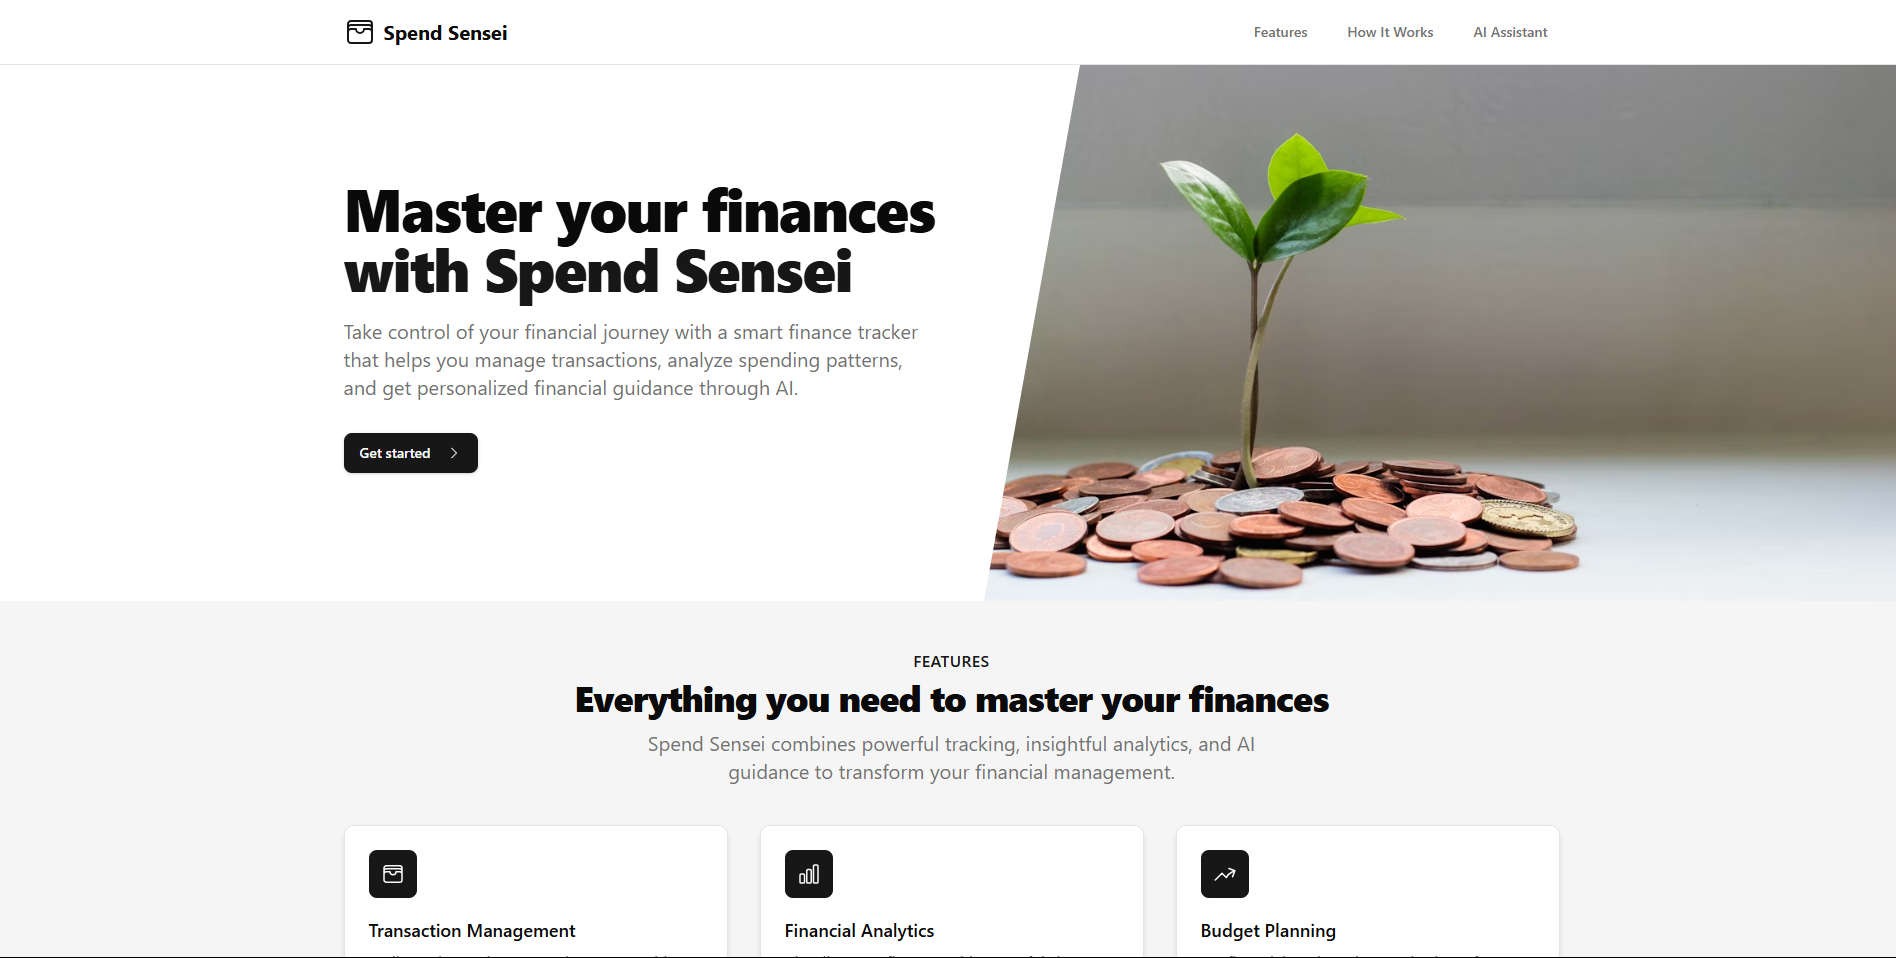 Spend Sensei
Features
How It Works
AI Assistant
Master your finances
with Spend Sensei
Take control of your financial journey with a smart finance tracker
that helps you manage transactions, analyze spending patterns,
and get personalized financial guidance through AI.
Get started
FEATURES
Everything you need to master your finances
Spend Sensei combines powerful tracking, insightful analytics, and AI
guidance to transform your financial management.
Transaction Management
Financial Analytics
Budget Planning